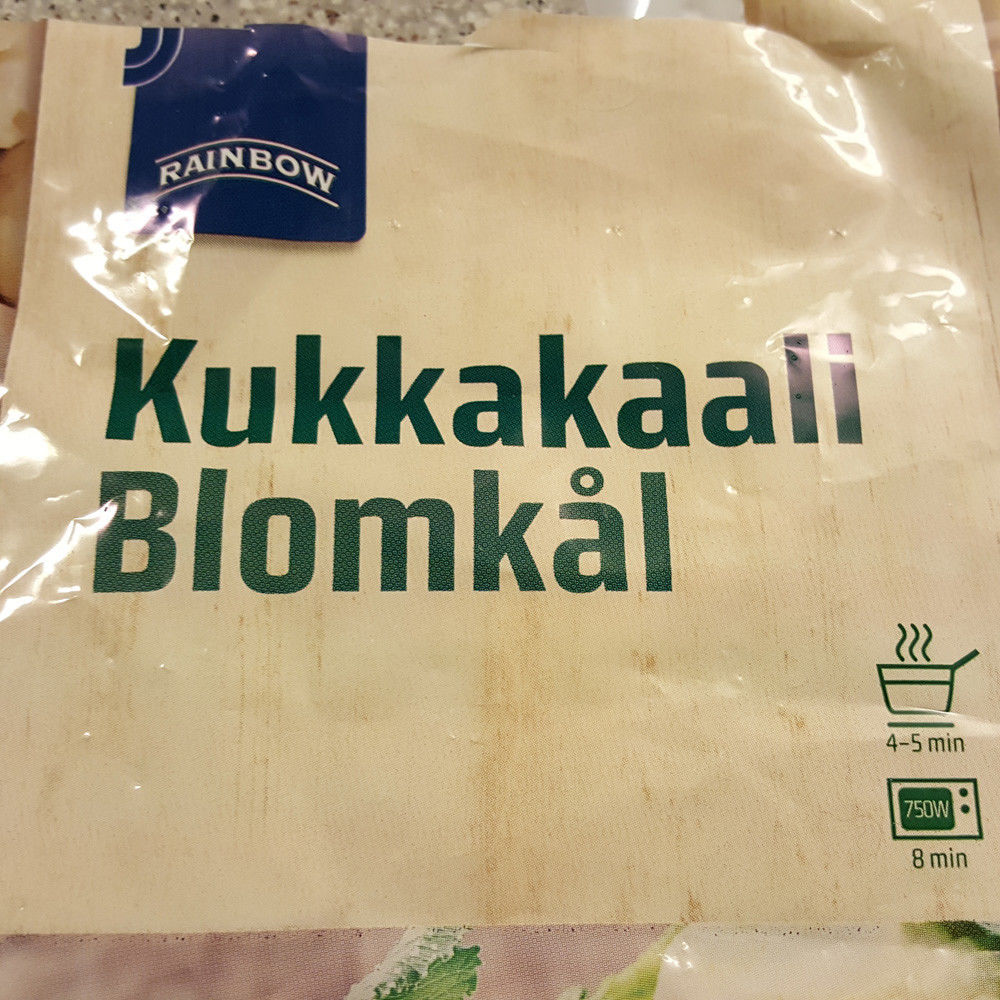 RAINBOW
Kukkakaali
Blomkål
4–5 min
750W
8 min